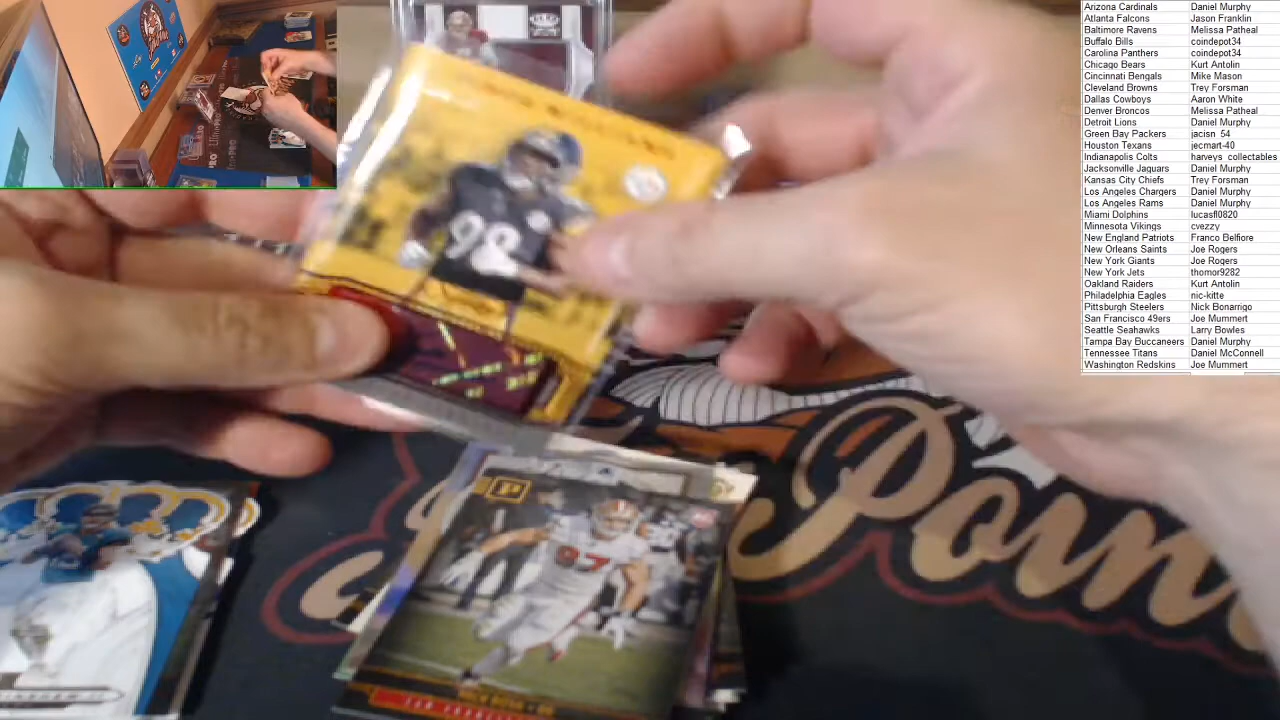 Arizona Cardinals Daniel Murphy
Atlanta Falcons Jason Franklin
Baltimore Ravens Melissa Patheal
Buffalo Bills coindepot34
Carolina Panthers coindepot34
Chicago Bears Kurt Antolin
Cincinnati Bengals Mike Mason
Cleveland Browns Trey Forsman
Dallas Cowboys Aaron White
Denver Broncos Melissa Patheal
Detroit Lions Daniel Murphy
Green Bay Packers jacisn_54
Houston Texans jecmart-40
Indianapolis Colts harveys_collectables
Jacksonville Jaguars Daniel Murphy
Kansas City Chiefs Trey Forsman
Los Angeles Chargers Daniel Murphy
Los Angeles Rams Daniel Murphy
Miami Dolphins lucasfl0820
Minnesota Vikings cvezzy
New England Patriots Franco Belfiore
New Orleans Saints Joe Rogers
New York Giants Joe Rogers
New York Jets thomor9282
Oakland Raiders Kurt Antolin
Philadelphia Eagles nic-kitte
Pittsburgh Steelers Nick Bonarrigo
San Francisco 49ers Joe Mummert
Seattle Seahawks Larry Bowles
Tampa Bay Buccaneers Daniel Murphy
Tennessee Titans Daniel McConnell
Washington Redskins Joe Mummert
98
P
97